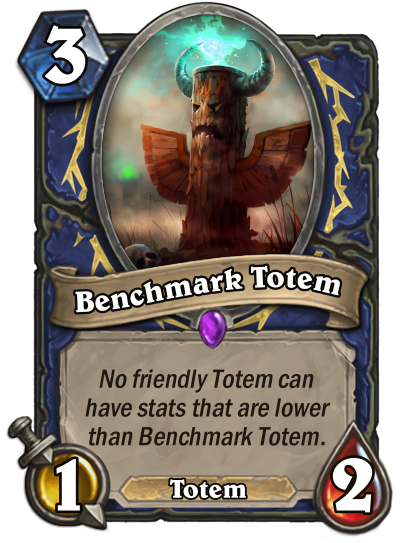 3
Benchmark Totem
No friendly Totem can
have stats that are lower
than Benchmark Totem.
1
Totem
2